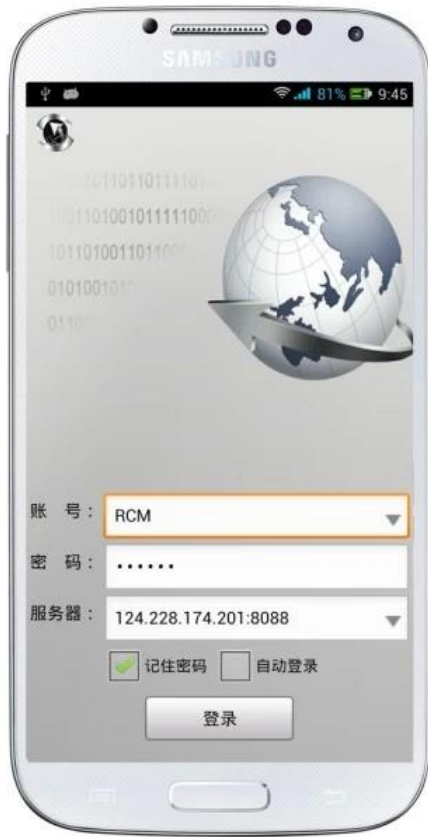 SAMSUNG
81% 9:45
账 号：
RCM
密 码：
······
服务器：
124.228.174.201:8088
记住密码
自动登录
登录